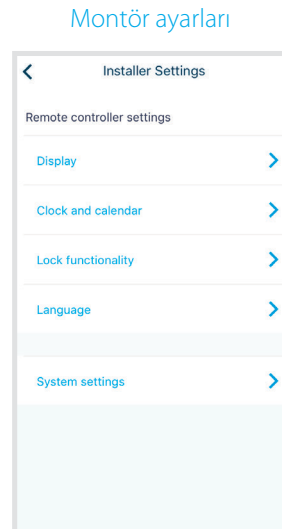 Montör ayarları
Installer Settings
Remote controller settings
Display
Clock and calendar
Lock functionality
Language
System settings